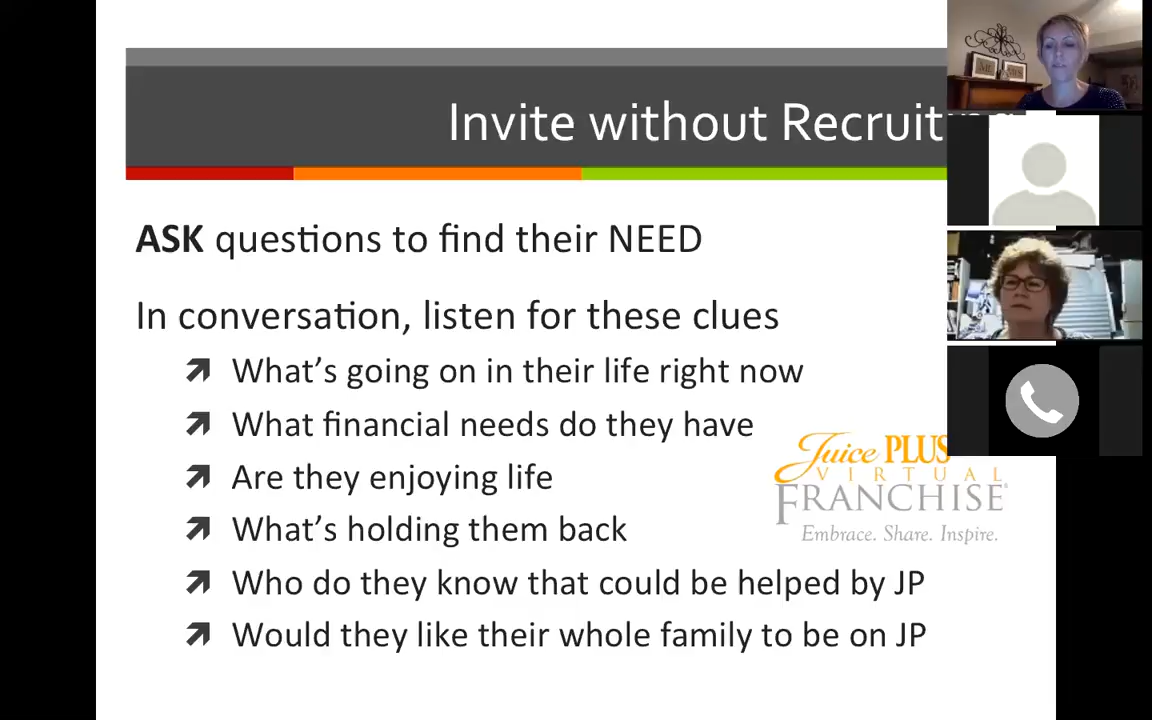 Invite without Recruit
ASK questions to find their NEED
In conversation, listen for these clues
What's going on in their life right now
What financial needs do they have
Are they enjoying life
What's holding them back
Who do they know that could be helped by JP
Would they like their whole family to be on JP
Juice PLUS
VIRTUAL
FRANCHISE
Embrace. Share. Inspire.